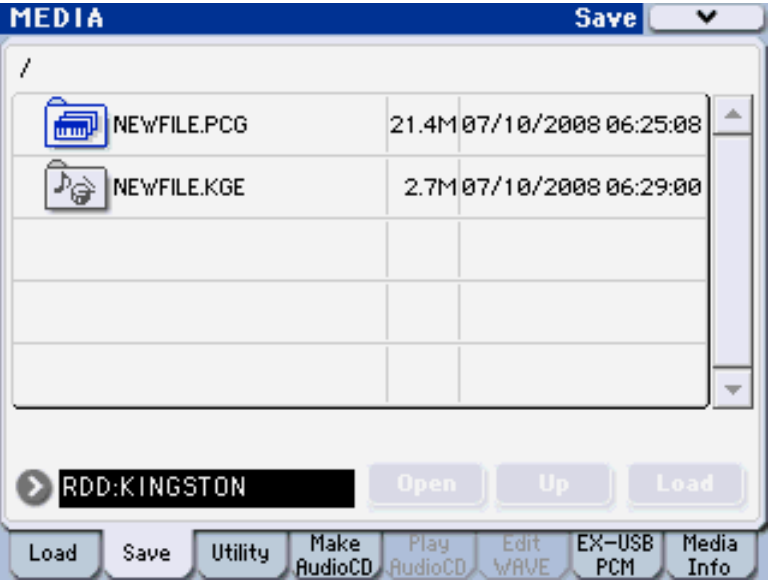 MEDIA Save
/
NEWFILE.PCG 21.4M 07/10/2008 06:25:08
NEWFILE.KGE 2.7M 07/10/2008 06:29:00
RDD:KINGSTON Open Up Load
Load Save Utility Make AudioCD Play AudioCD Edit WAVE EX-USB PCM Media Info